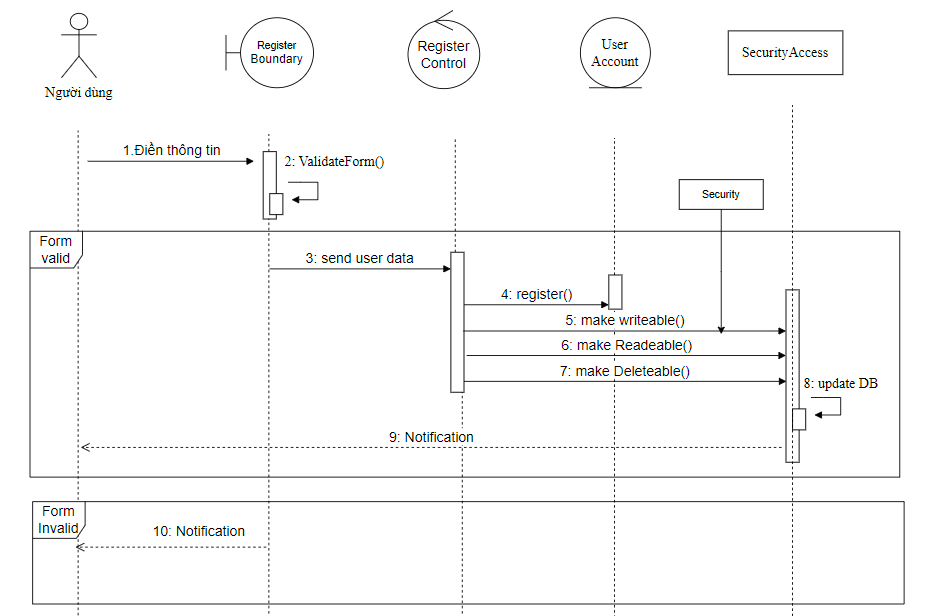 Register
Boundary
Register
Control
User
Account
SecurityAccess
Người dùng
1.Điền thông tin
2: ValidateForm()
Security
Form
valid
3: send user data
4: register()
5: make writeable()
6: make Readeable()
7: make Deleteable()
8: update DB
9: Notification
Form
Invalid
10: Notification